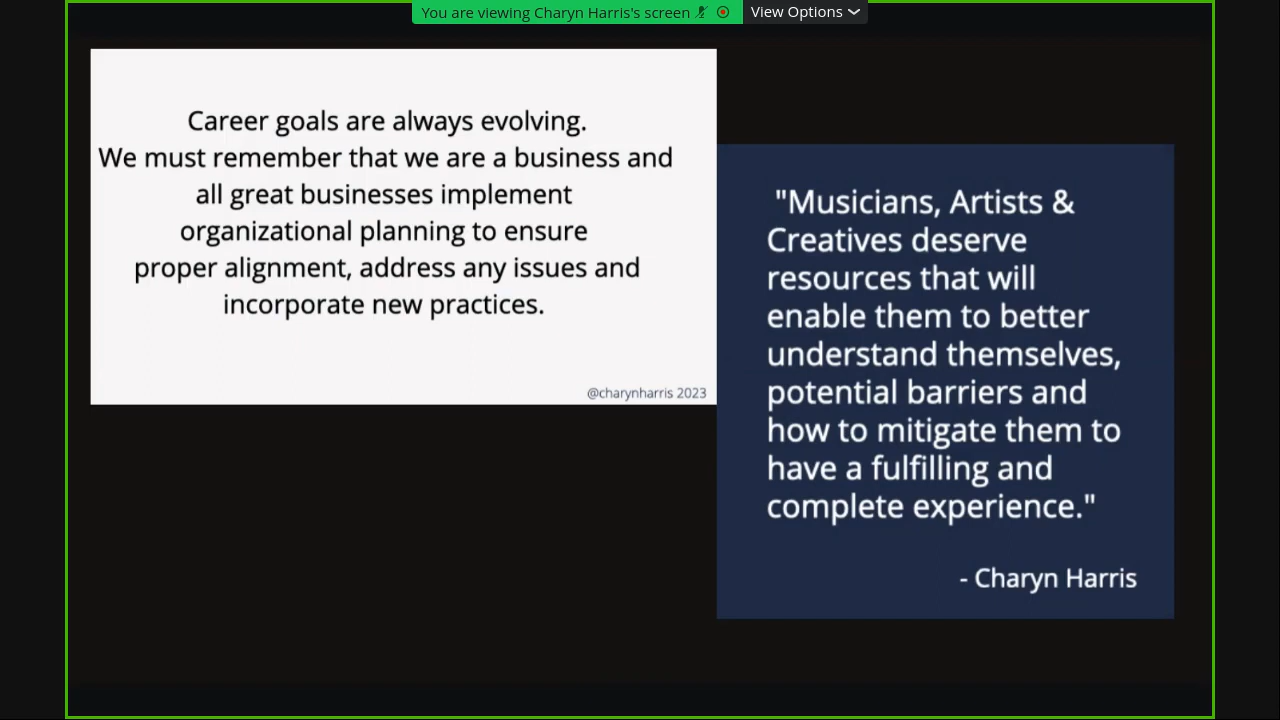 You are viewing Charyn Harris's screen
View Options
Career goals are always evolving.
We must remember that we are a business and
all great businesses implement
organizational planning to ensure
proper alignment, address any issues and
incorporate new practices.
@charynharris 2023
"Musicians, Artists &
Creatives deserve
resources that will
enable them to better
understand themselves,
potential barriers and
how to mitigate them to
have a fulfilling and
complete experience."
- Charyn Harris